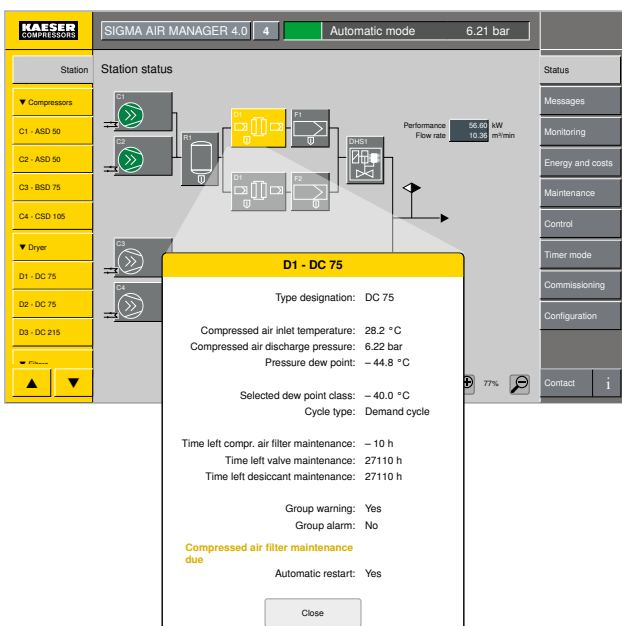 KAESER
COMPRESSORS
SIGMA AIR MANAGER 4.0 4 Automatic mode 6.21 bar
Station
Station status
Status
▼ Compressors
C1 - ASD 50
C2 - ASD 50
C3 - BSD 75
C4 - CSD 105
▼ Dryer
D1 - DC 75
D2 - DC 75
D3 - DC 215
▼ Filters
C1
C2
R1
D1
F1
DHS1
D1
F2
C3
C4
Performance 56.60 kW
Flow rate 10.36 m³/min
77%
Messages
Monitoring
Energy and costs
Maintenance
Control
Timer mode
Commissioning
Configuration
Contact i
D1 - DC 75
Type designation: DC 75
Compressed air inlet temperature: 28.2 °C
Compressed air discharge pressure: 6.22 bar
Pressure dew point: – 44.8 °C
Selected dew point class: – 40.0 °C
Cycle type: Demand cycle
Time left compr. air filter maintenance: – 10 h
Time left valve maintenance: 27110 h
Time left desiccant maintenance: 27110 h
Group warning: Yes
Group alarm: No
Compressed air filter maintenance
due
Automatic restart: Yes
Close